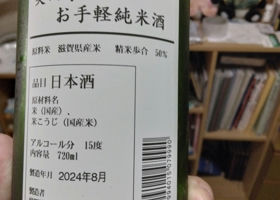 お手軽純米酒
原料米 滋賀県産米 精米歩合 50%
品目 日本酒
原材料名
米(国産)、
米こうじ(国産米)
アルコール分 15度
内容量 720ml
製造年月 2024年8月
製造者